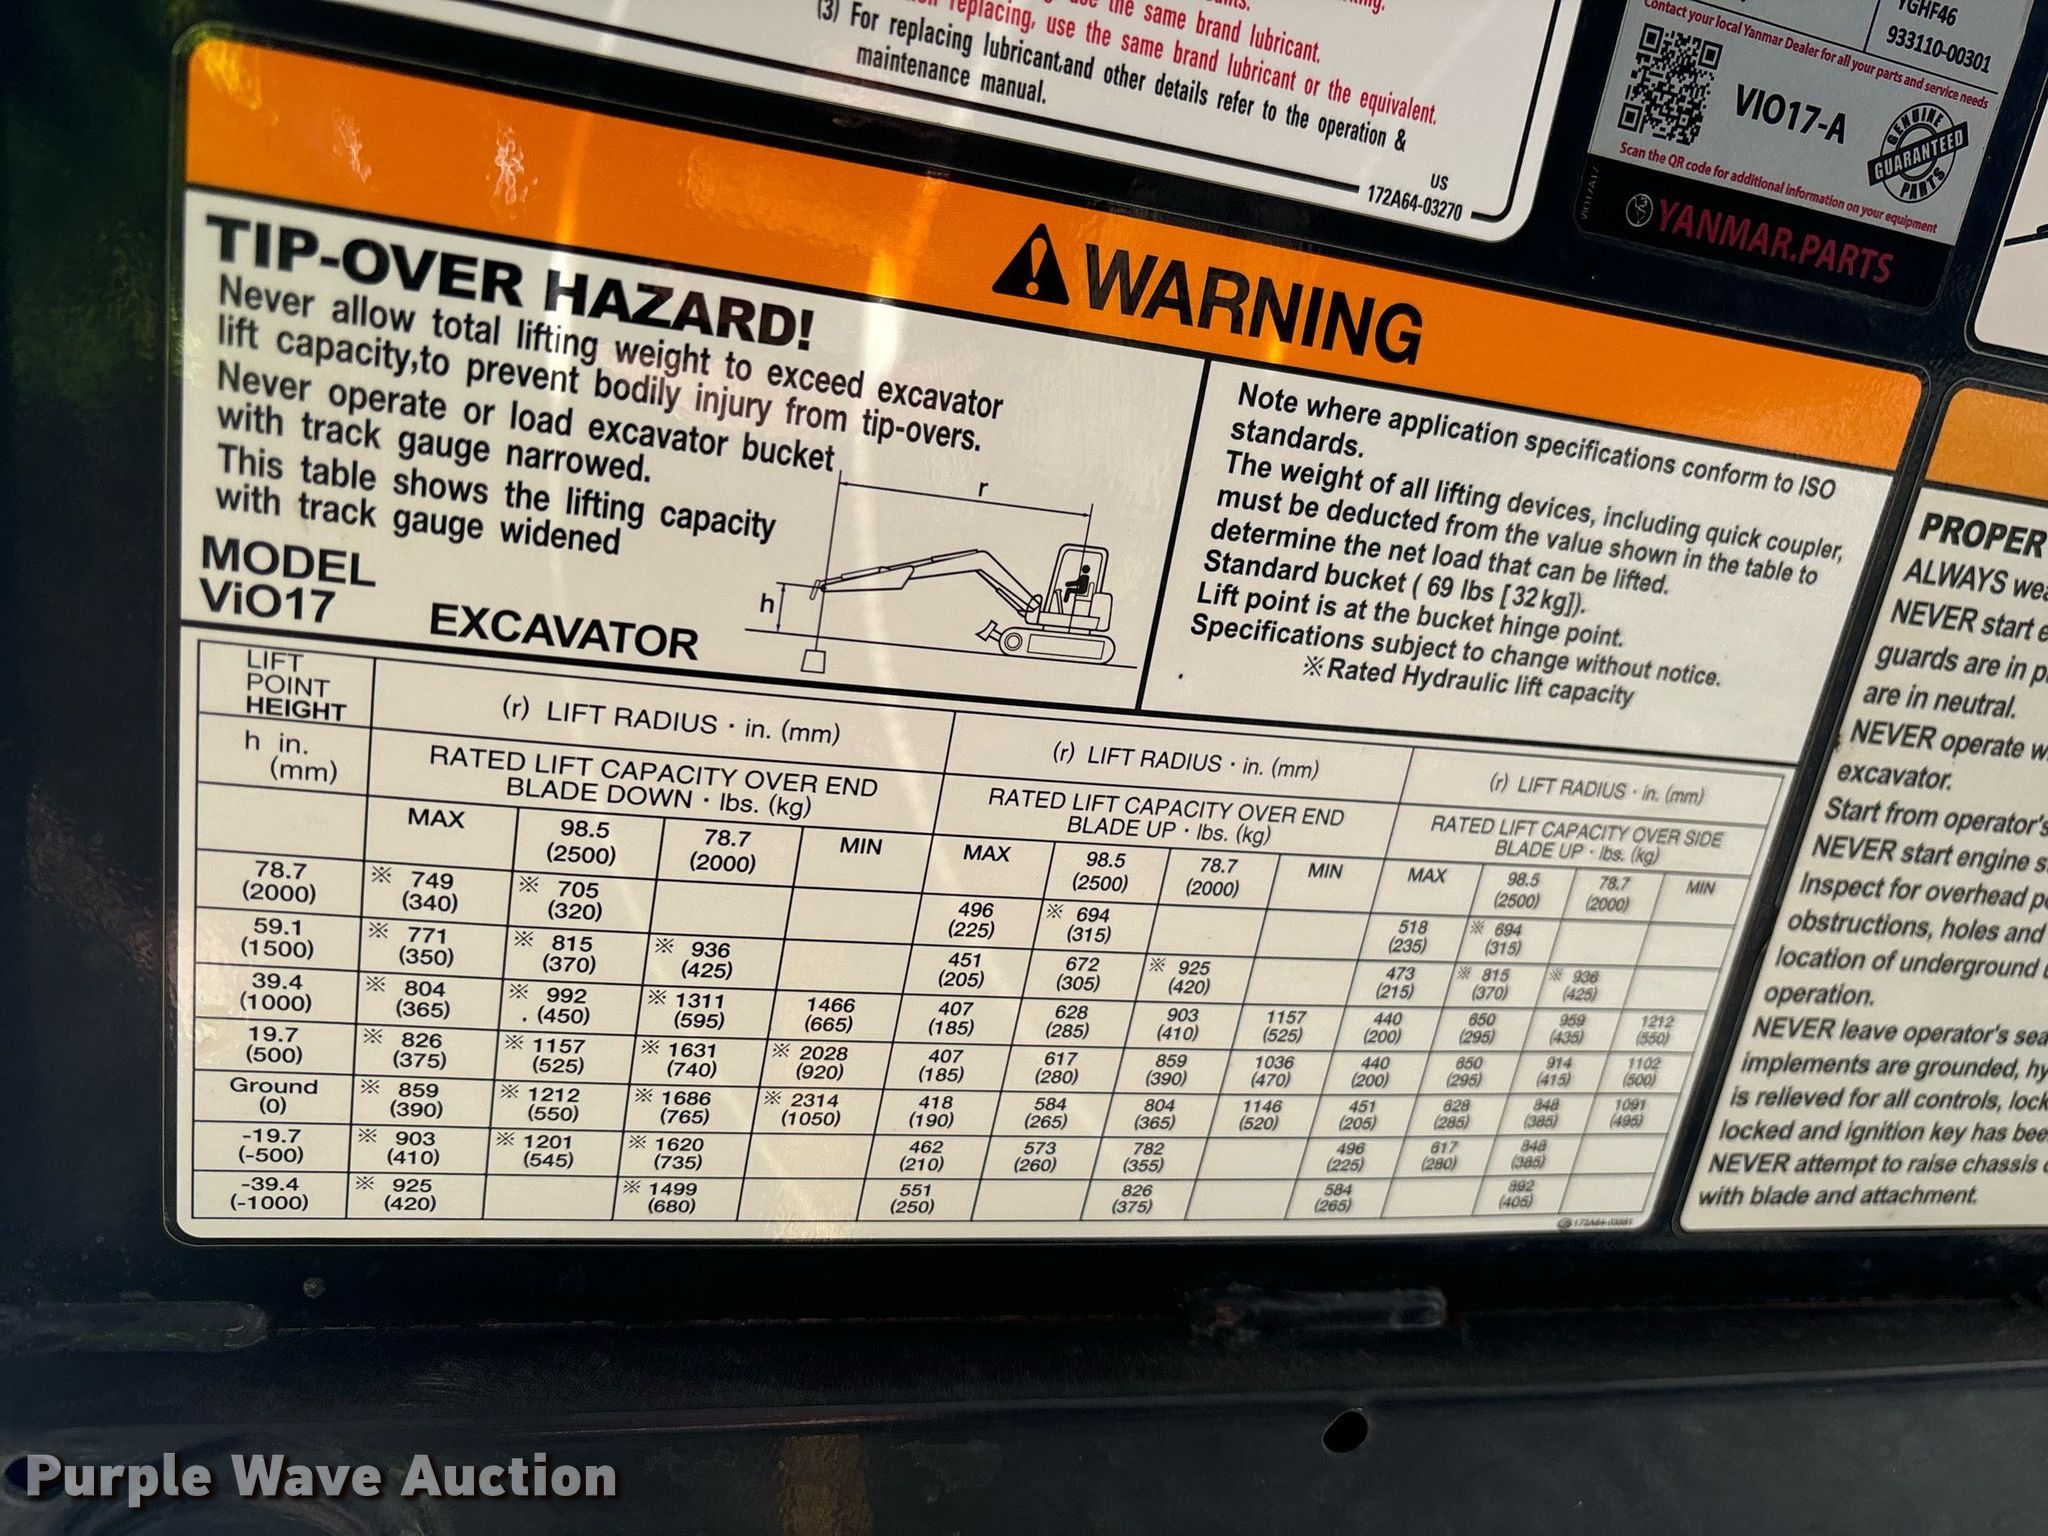 use the same brand lubricant.
replacing, use the same brand lubricant or the equivalent.
(3) For replacing lubricant,and other details refer to the operation &
maintenance manual.
US
172A64-03270
YGHF46
933110-00301
Contact your local Yanmar Dealer for all your parts and service needs
VIO17-A
GENUINE
GUARANTEED
PARTS
Scan the QR code for additional information on your equipment
VIO17A17
YANMAR.PARTS
WARNING
TIP-OVER HAZARD!
Never allow total lifting weight to exceed excavator
lift capacity,to prevent bodily injury from tip-overs.
Never operate or load excavator bucket
with track gauge narrowed.
This table shows the lifting capacity
with track gauge widened
MODEL
ViO17
EXCAVATOR
r
h
Note where application specifications conform to ISO
standards.
The weight of all lifting devices, including quick coupler,
must be deducted from the value shown in the table to
determine the net load that can be lifted.
Standard bucket ( 69 lbs [ 32kg]).
Lift point is at the bucket hinge point.
Specifications subject to change without notice.
※Rated Hydraulic lift capacity
LIFT
POINT
HEIGHT
(r) LIFT RADIUS · in. (mm) (r) LIFT RADIUS · in. (mm) (r) LIFT RADIUS · in. (mm)
h in.
(mm)
RATED LIFT CAPACITY OVER END
BLADE DOWN · lbs. (kg)
RATED LIFT CAPACITY OVER END
BLADE UP · lbs. (kg)
RATED LIFT CAPACITY OVER SIDE
BLADE UP · lbs. (kg)
MAX 98.5 78.7 MIN MAX 98.5 78.7 MIN MAX 98.5 78.7 MIN
(2500) (2000) (2500) (2000) (2500) (2000)
78.7 ※ 749 ※ 705 496 ※ 694 518 ※ 694
(2000) (340) (320) (225) (315) (235) (315)
59.1 ※ 771 ※ 815 ※ 936 451 672 ※ 925 473 ※ 815 ※ 936
(1500) (350) (370) (425) (205) (305) (420) (215) (370) (425)
39.4 ※ 804 ※ 992 ※ 1311 1466 407 628 903 1157 440 650 959 1212
(1000) (365) (450) (595) (665) (185) (285) (410) (525) (200) (295) (435) (550)
19.7 ※ 826 ※ 1157 ※ 1631 ※ 2028 407 617 859 1036 440 650 914 1102
(500) (375) (525) (740) (920) (185) (280) (390) (470) (200) (295) (415) (500)
Ground ※ 859 ※ 1212 ※ 1686 ※ 2314 418 584 804 1146 451 628 848 1091
(0) (390) (550) (765) (1050) (190) (265) (365) (520) (205) (285) (385) (495)
-19.7 ※ 903 ※ 1201 ※ 1620 462 573 782 496 617 848
(-500) (410) (545) (735) (210) (260) (355) (225) (280) (385)
-39.4 ※ 925 ※ 1499 551 826 584 892
(-1000) (420) (680) (250) (375) (265) (405)
PROPER
ALWAYS
NEVER start
guards are in
are in neutral.
NEVER operate
excavator.
Start from operator's
NEVER start engine
Inspect for overhead
obstructions, holes and
location of underground
operation.
NEVER leave operator's
implements are grounded,
is relieved for all controls, lock
locked and ignition key has
NEVER attempt to raise chassis
with blade and attachment.
Purple Wave Auction